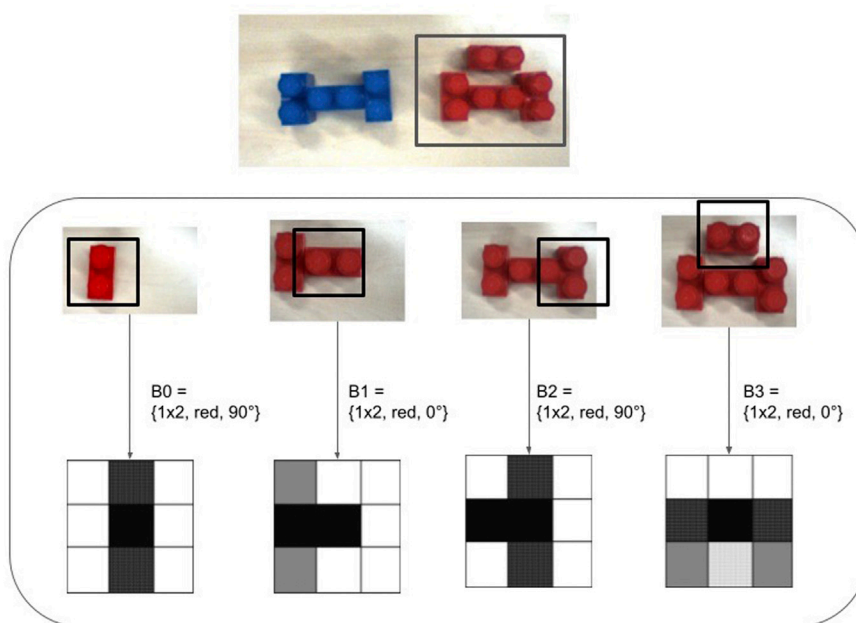 B0 =
{1x2, red, 90°}
B1 =
{1x2, red, 0°}
B2 =
{1x2, red, 90°}
B3 =
{1x2, red, 0°}